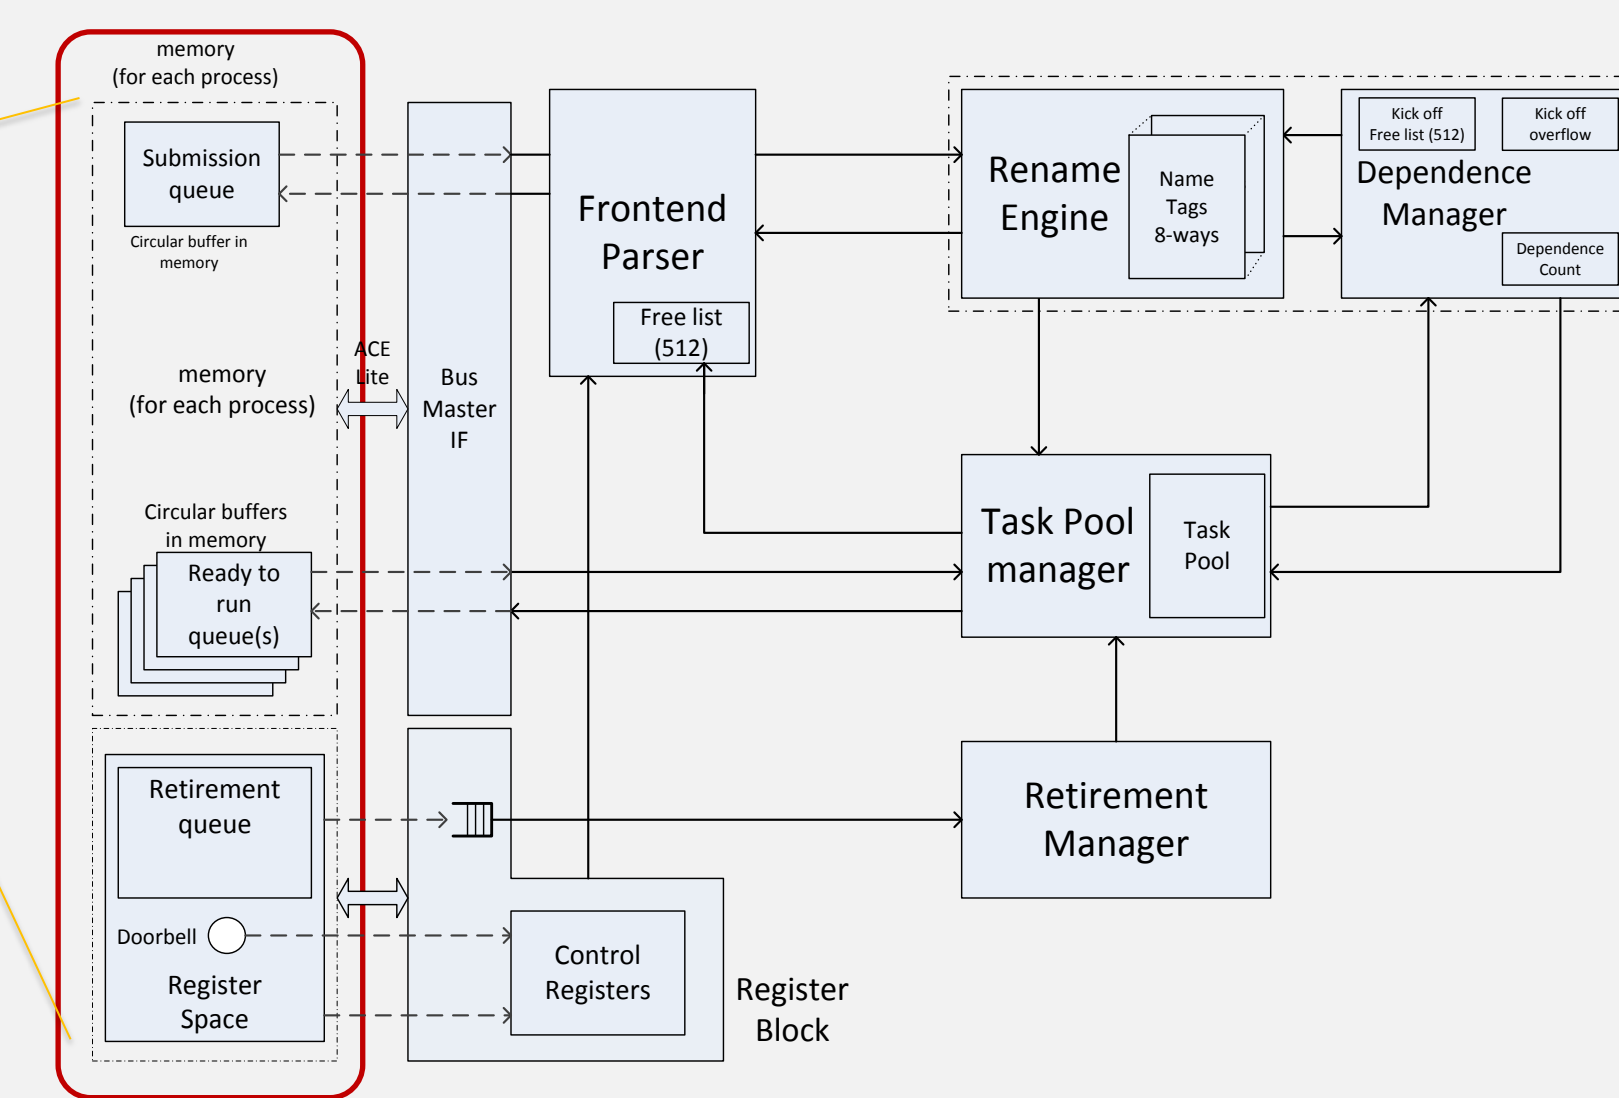 memory
(for each process)
Submission
queue
Circular buffer in
memory
memory
(for each process)
ACE
Lite
Circular buffers
in memory
Ready to
run
queue(s)
Retirement
queue
Doorbell
Register
Space
Bus
Master
IF
Frontend
Parser
Free list
(512)
Control
Registers
Register
Block
Rename
Engine
Name
Tags
8-ways
Kick off
Free list (512)
Kick off
overflow
Dependence
Manager
Dependence
Count
Task Pool
manager
Task
Pool
Retirement
Manager